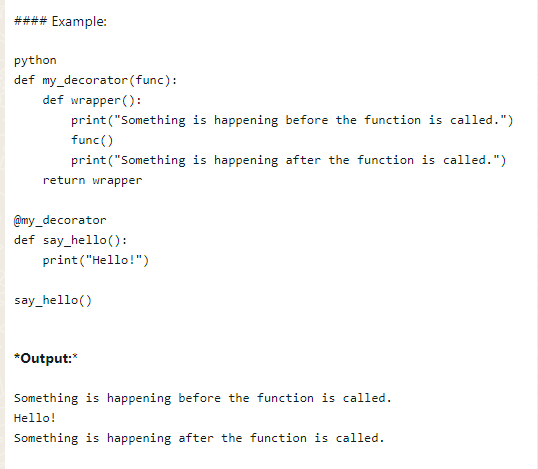 #### Example:
python
def my_decorator(func):
    def wrapper():
        print("Something is happening before the function is called.")
        func()
        print("Something is happening after the function is called.")
    return wrapper
@my_decorator
def say_hello():
    print("Hello!")
say_hello()
*Output:*
Something is happening before the function is called.
Hello!
Something is happening after the function is called.